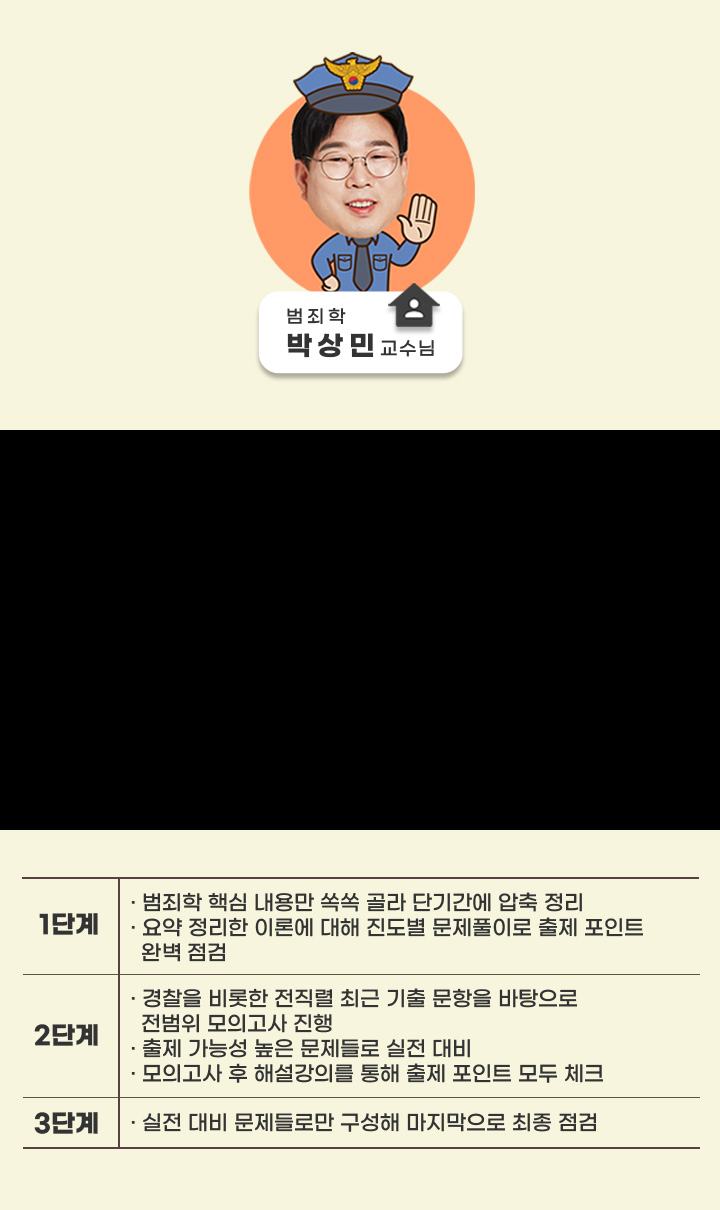 범죄학
박상민 교수님
1단계
· 범죄학 핵심 내용만 쏙쏙 골라 단기간에 압축 정리
· 요약 정리한 이론에 대해 진도별 문제풀이로 출제 포인트
완벽 점검
2단계
· 경찰을 비롯한 전직렬 최근 기출 문항을 바탕으로
전범위 모의고사 진행
· 출제 가능성 높은 문제들로 실전 대비
· 모의고사 후 해설강의를 통해 출제 포인트 모두 체크
3단계
· 실전 대비 문제들로만 구성해 마지막으로 최종 점검